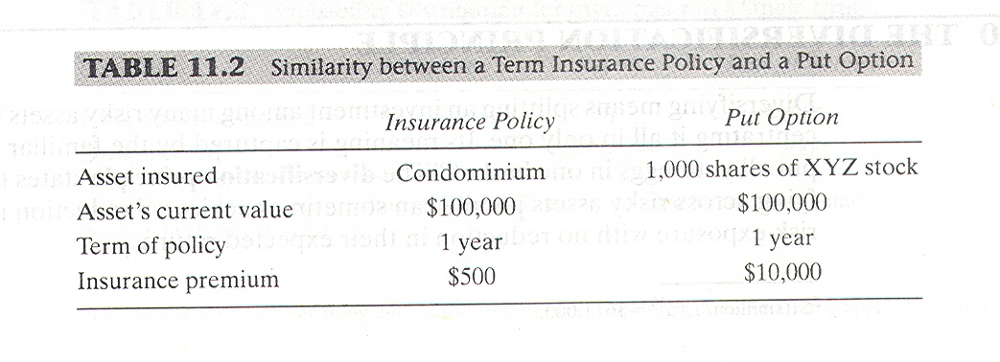 TABLE 11.2 Similarity between a Term Insurance Policy and a Put Option
Insurance Policy Put Option
Asset insured Condominium 1,000 shares of XYZ stock
Asset's current value $100,000 $100,000
Term of policy 1 year 1 year
Insurance premium $500 $10,000